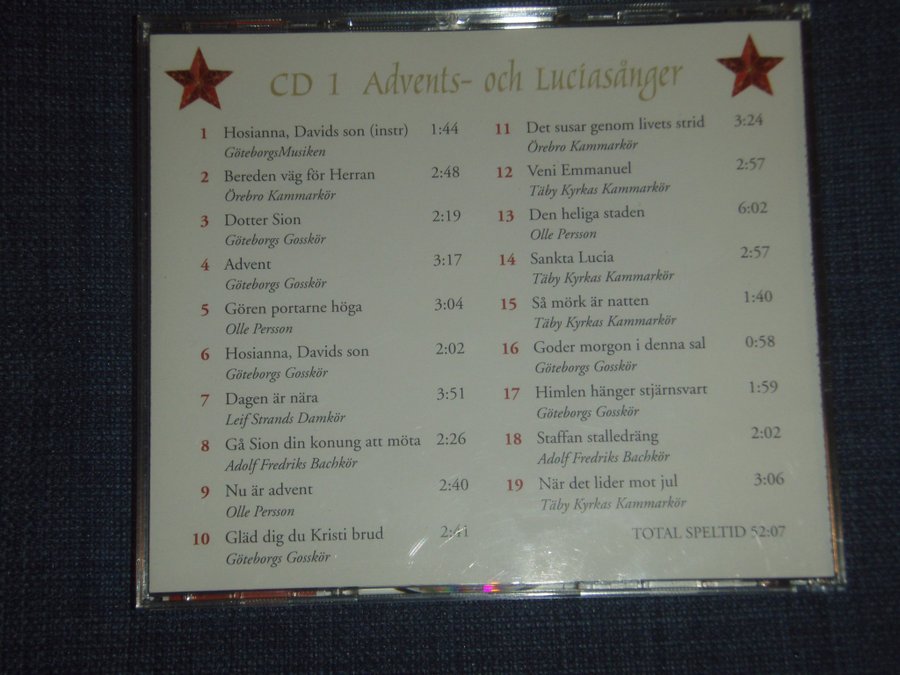 CD 1 Advents- och Luciasånger
1 Hosianna, Davids son (instr) 1:44
GöteborgsMusiken
2 Bereden väg för Herran 2:48
Örebro Kammarkör
3 Dotter Sion 2:19
Göteborgs Gosskör
4 Advent 3:17
Göteborgs Gosskör
5 Gören portarne höga 3:04
Olle Persson
6 Hosianna, Davids son 2:02
Göteborgs Gosskör
7 Dagen är nära 3:51
Leif Strands Damkör
8 Gå Sion din konung att möta 2:26
Adolf Fredriks Bachkör
9 Nu är advent 2:40
Olle Persson
10 Gläd dig du Kristi brud 2:41
Göteborgs Gosskör
11 Det susar genom livets strid 3:24
Örebro Kammarkör
12 Veni Emmanuel 2:57
Täby Kyrkas Kammarkör
13 Den heliga staden 6:02
Olle Persson
14 Sankta Lucia 2:57
Täby Kyrkas Kammarkör
15 Så mörk är natten 1:40
Täby Kyrkas Kammarkör
16 Goder morgon i denna sal 0:58
Göteborgs Gosskör
17 Himlen hänger stjärnsvart 1:59
Göteborgs Gosskör
18 Staffan stalledräng 2:02
Adolf Fredriks Bachkör
19 När det lider mot jul 3:06
Täby Kyrkas Kammarkör
TOTAL SPELTID 52:07